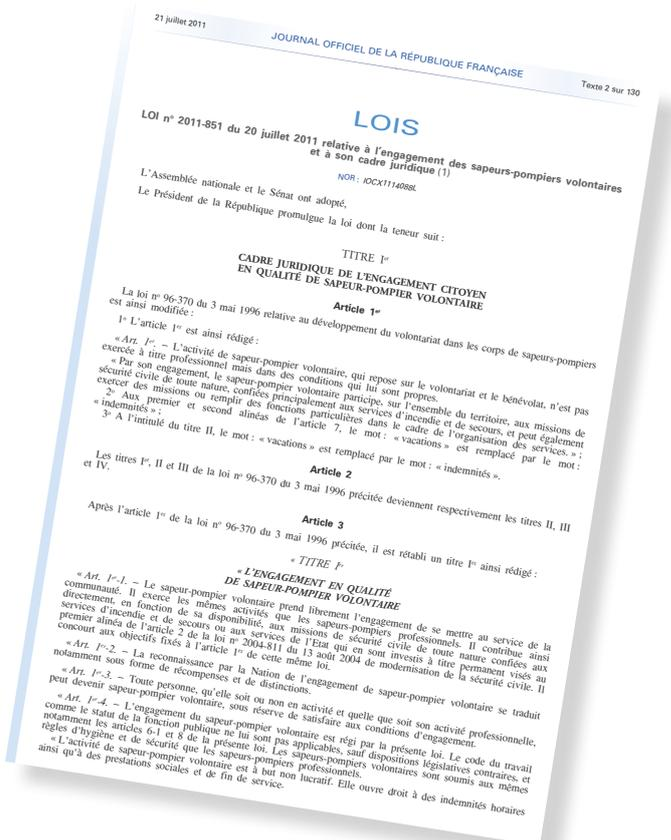 21 juillet 2011
JOURNAL OFFICIEL DE LA RÉPUBLIQUE FRANÇAISE
Texte 2 sur 130
LOIS
LOI nº 2011-851 du 20 juillet 2011 relative à l'engagement des sapeurs-pompiers volontaires
et à son cadre juridique (1)
NOR : IOCX1114088L
L'Assemblée nationale et le Sénat ont adopté,
Le Président de la République promulgue la loi dont la teneur suit :
TITRE Ier
CADRE JURIDIQUE DE L'ENGAGEMENT CITOYEN
EN QUALITÉ DE SAPEUR-POMPIER VOLONTAIRE
Article 1er
La loi nº 96-370 du 3 mai 1996 relative au développement du volontariat dans les corps de sapeurs-pompiers
est ainsi modifiée :
1º L'article 1er est ainsi rédigé :
« Art. 1er. – L'activité de sapeur-pompier volontaire, qui repose sur le volontariat et le bénévolat, n'est pas
exercée à titre professionnel mais dans des conditions qui lui sont propres.
« Par son engagement, le sapeur-pompier volontaire participe, sur l'ensemble du territoire, aux missions de
sécurité civile de toute nature, confiées principalement aux services d'incendie et de secours, et peut également
exercer des missions ou remplir des fonctions particulières dans le cadre de l'organisation des services. » ;
2º Aux premier et second alinéas de l'article 7, le mot : « vacations » est remplacé par le mot :
« indemnités » ;
3º A l'intitulé du titre II, le mot : « vacations » est remplacé par le mot : « indemnités ».
Article 2
Les titres Ier, II et III de la loi nº 96-370 du 3 mai 1996 précitée deviennent respectivement les titres II, III
et IV.
Article 3
Après l'article 1er de la loi nº 96-370 du 3 mai 1996 précitée, il est rétabli un titre Ier ainsi rédigé :
« TITRE Ier
« L'ENGAGEMENT EN QUALITÉ
DE SAPEUR-POMPIER VOLONTAIRE
« Art. 1er-1. – Le sapeur-pompier volontaire prend librement l'engagement de se mettre au service de la
communauté. Il exerce les mêmes activités que les sapeurs-pompiers professionnels. Il contribue ainsi
directement, en fonction de sa disponibilité, aux missions de sécurité civile de toute nature confiées aux
services d'incendie et de secours ou aux services de l'Etat qui en sont investis à titre permanent visés au
premier alinéa de l'article 2 de la loi nº 2004-811 du 13 août 2004 de modernisation de la sécurité civile. Il
concourt aux objectifs fixés à l'article 1er de cette même loi.
« Art. 1er-2. – La reconnaissance par la Nation de l'engagement de sapeur-pompier volontaire se traduit
notamment sous forme de récompenses et de distinctions.
« Art. 1er-3. – Toute personne, qu'elle soit ou non en activité et quelle que soit son activité professionnelle,
peut devenir sapeur-pompier volontaire, sous réserve de satisfaire aux conditions d'engagement.
« Art. 1er-4. – L'engagement du sapeur-pompier volontaire est régi par la présente loi. Le code du travail
comme le statut de la fonction publique ne lui sont pas applicables, sauf dispositions législatives contraires, et
notamment les articles 6-1 et 8 de la présente loi. Les sapeurs-pompiers volontaires sont soumis aux mêmes
règles d'hygiène et de sécurité que les sapeurs-pompiers professionnels.
« L'activité de sapeur-pompier volontaire est à but non lucratif. Elle ouvre droit à des indemnités horaires
ainsi qu'à des prestations sociales et de fin de service.